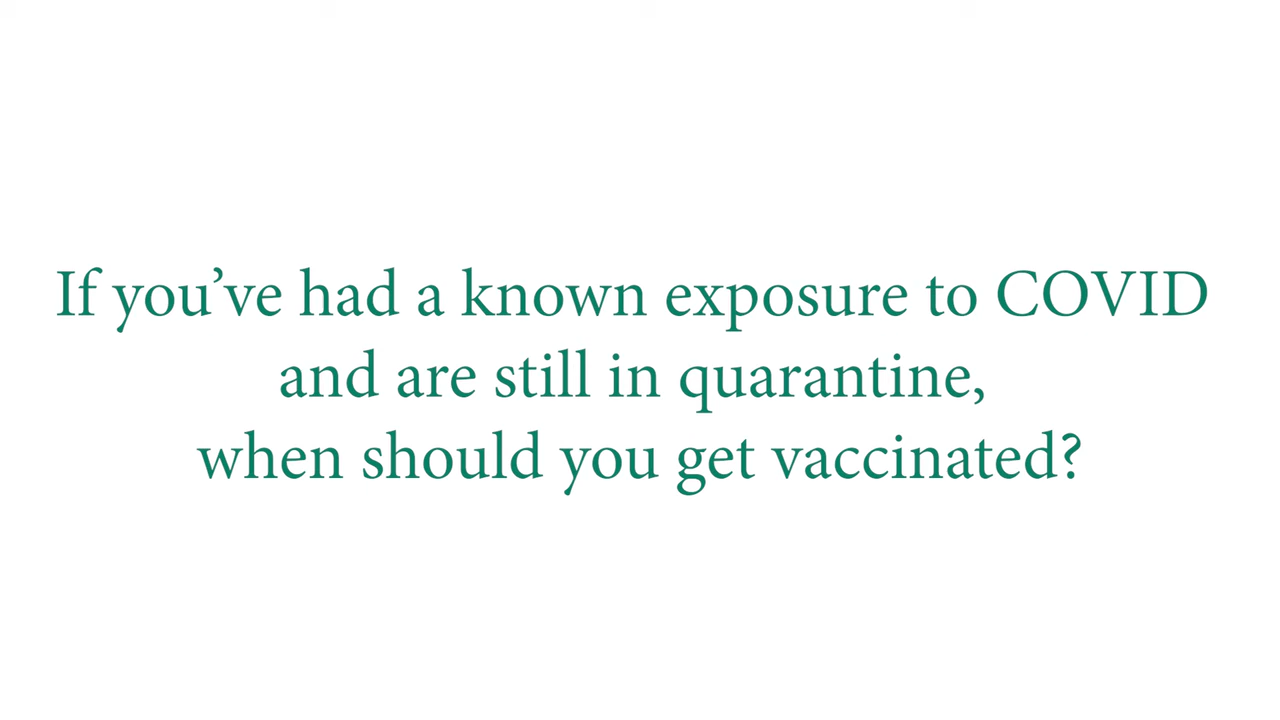 If you’ve had a known exposure to COVID
and are still in quarantine,
when should you get vaccinated?